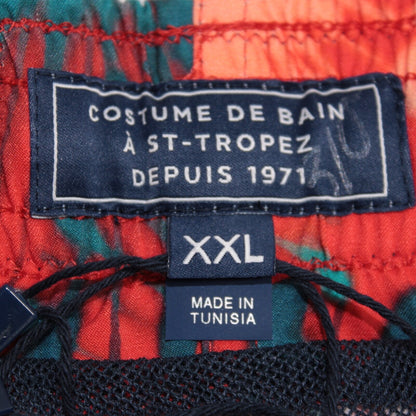 COSTUME DE BAIN
À ST-TROPEZ
DEPUIS 1971
XXL
MADE IN
TUNISIA